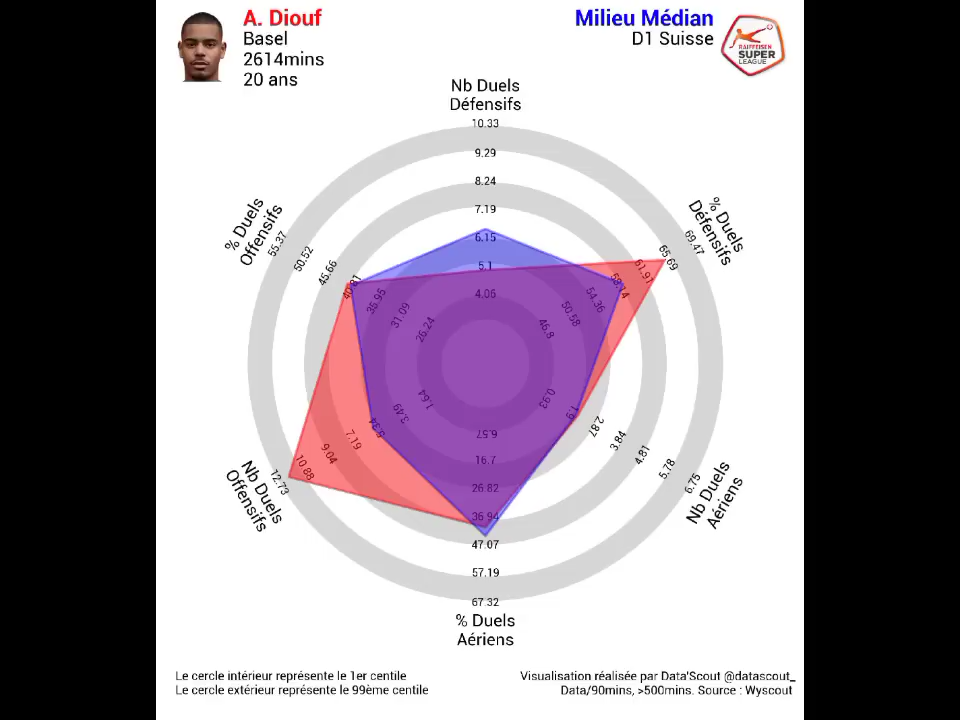 A. Diouf
Basel
2614mins
20 ans
Milieu Médian
D1 Suisse
RAIFFEISEN
SUPER
LEAGUE
Nb Duels
Défensifs
10.33
9.29
8.24
7.19
6.15
5.1
4.06
% Duels
Défensifs
69.47
65.69
61.91
58.14
54.36
50.58
46.8
% Duels
Offensifs
55.37
50.52
45.66
40.81
35.95
31.09
26.24
Nb Duels
Offensifs
12.73
10.88
9.04
7.19
5.34
3.49
1.64
Nb Duels
Aériens
0.93
1.9
2.87
3.84
4.81
5.78
6.75
6.57
16.7
26.82
36.94
47.07
57.19
67.32
% Duels
Aériens
Le cercle intérieur représente le 1er centile
Le cercle extérieur représente le 99ème centile
Visualisation réalisée par Data'Scout @datascout_
Data/90mins, >500mins. Source : Wyscout